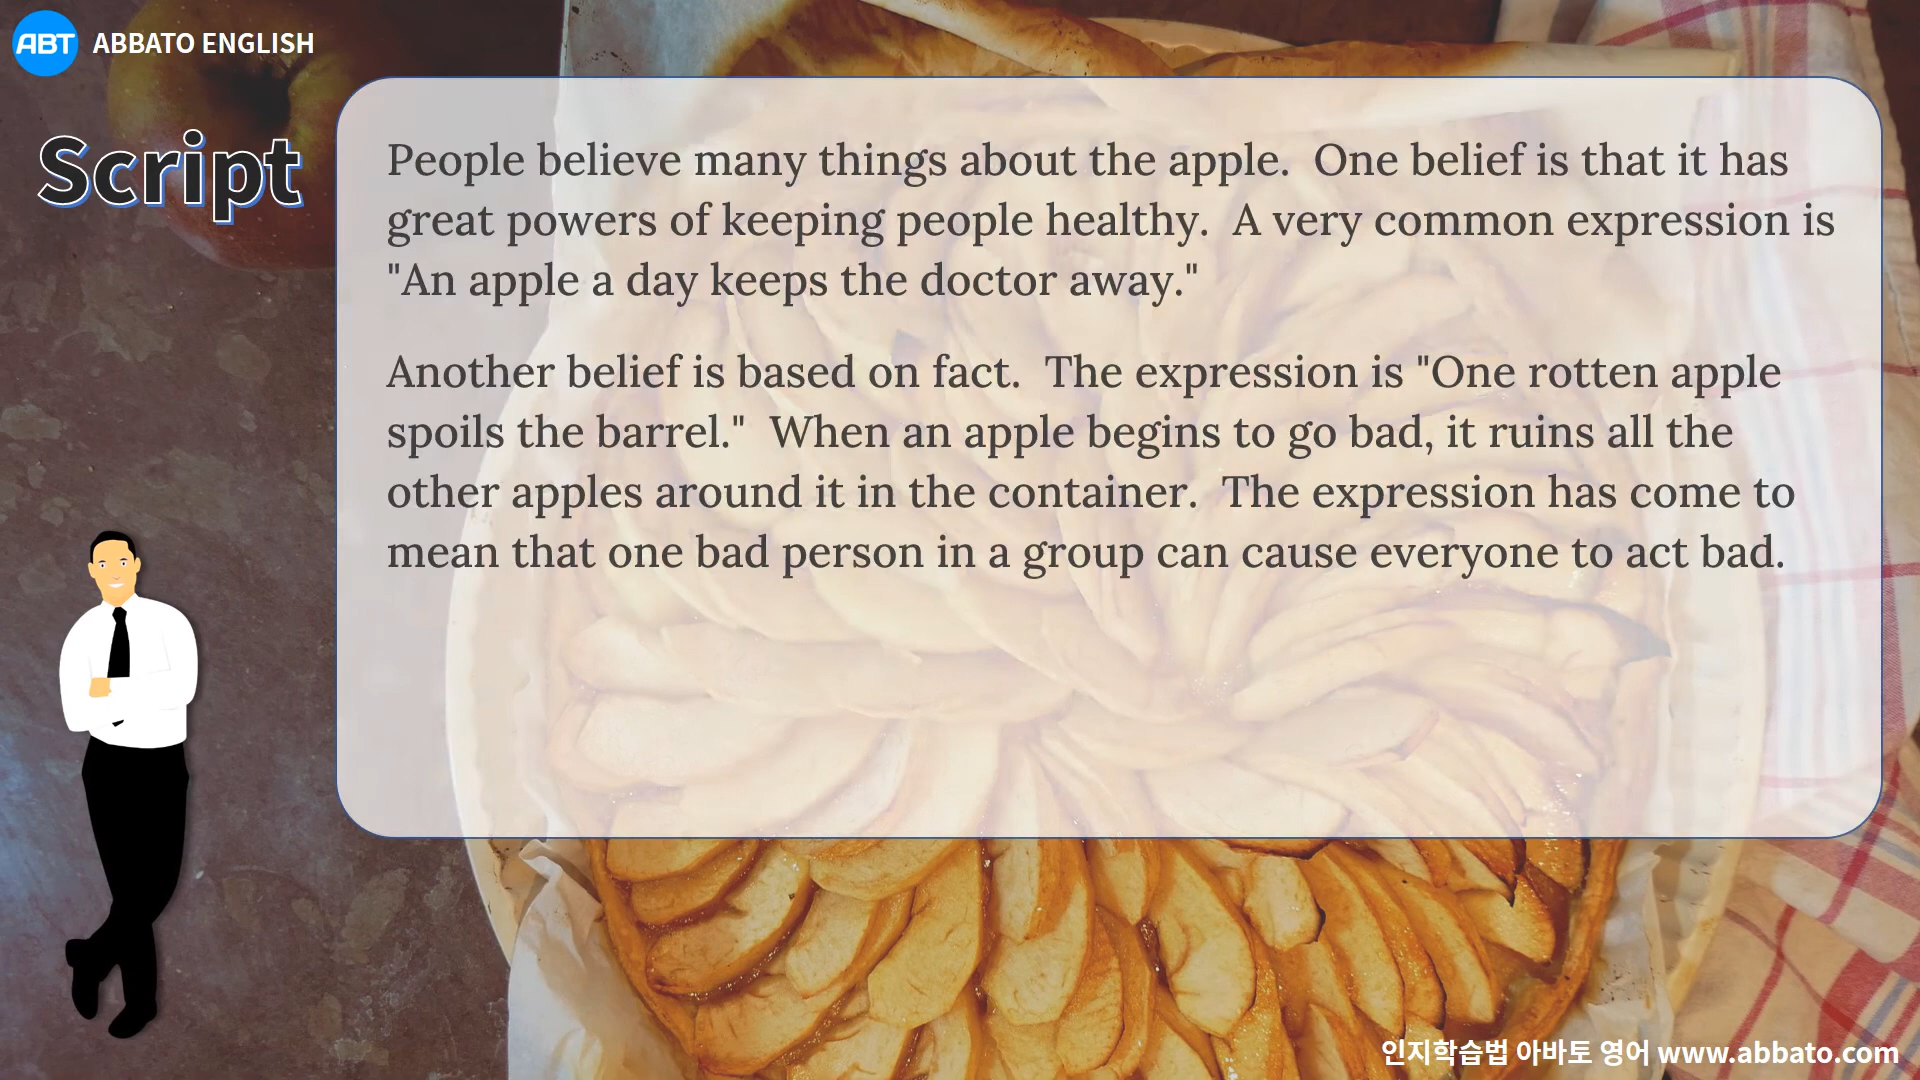 ABT ABBATO ENGLISH
Script
People believe many things about the apple.  One belief is that it has
great powers of keeping people healthy.  A very common expression is
"An apple a day keeps the doctor away."
Another belief is based on fact.  The expression is "One rotten apple
spoils the barrel."  When an apple begins to go bad, it ruins all the
other apples around it in the container.  The expression has come to
mean that one bad person in a group can cause everyone to act bad.
인지학습법 아바토 영어 www.abbato.com